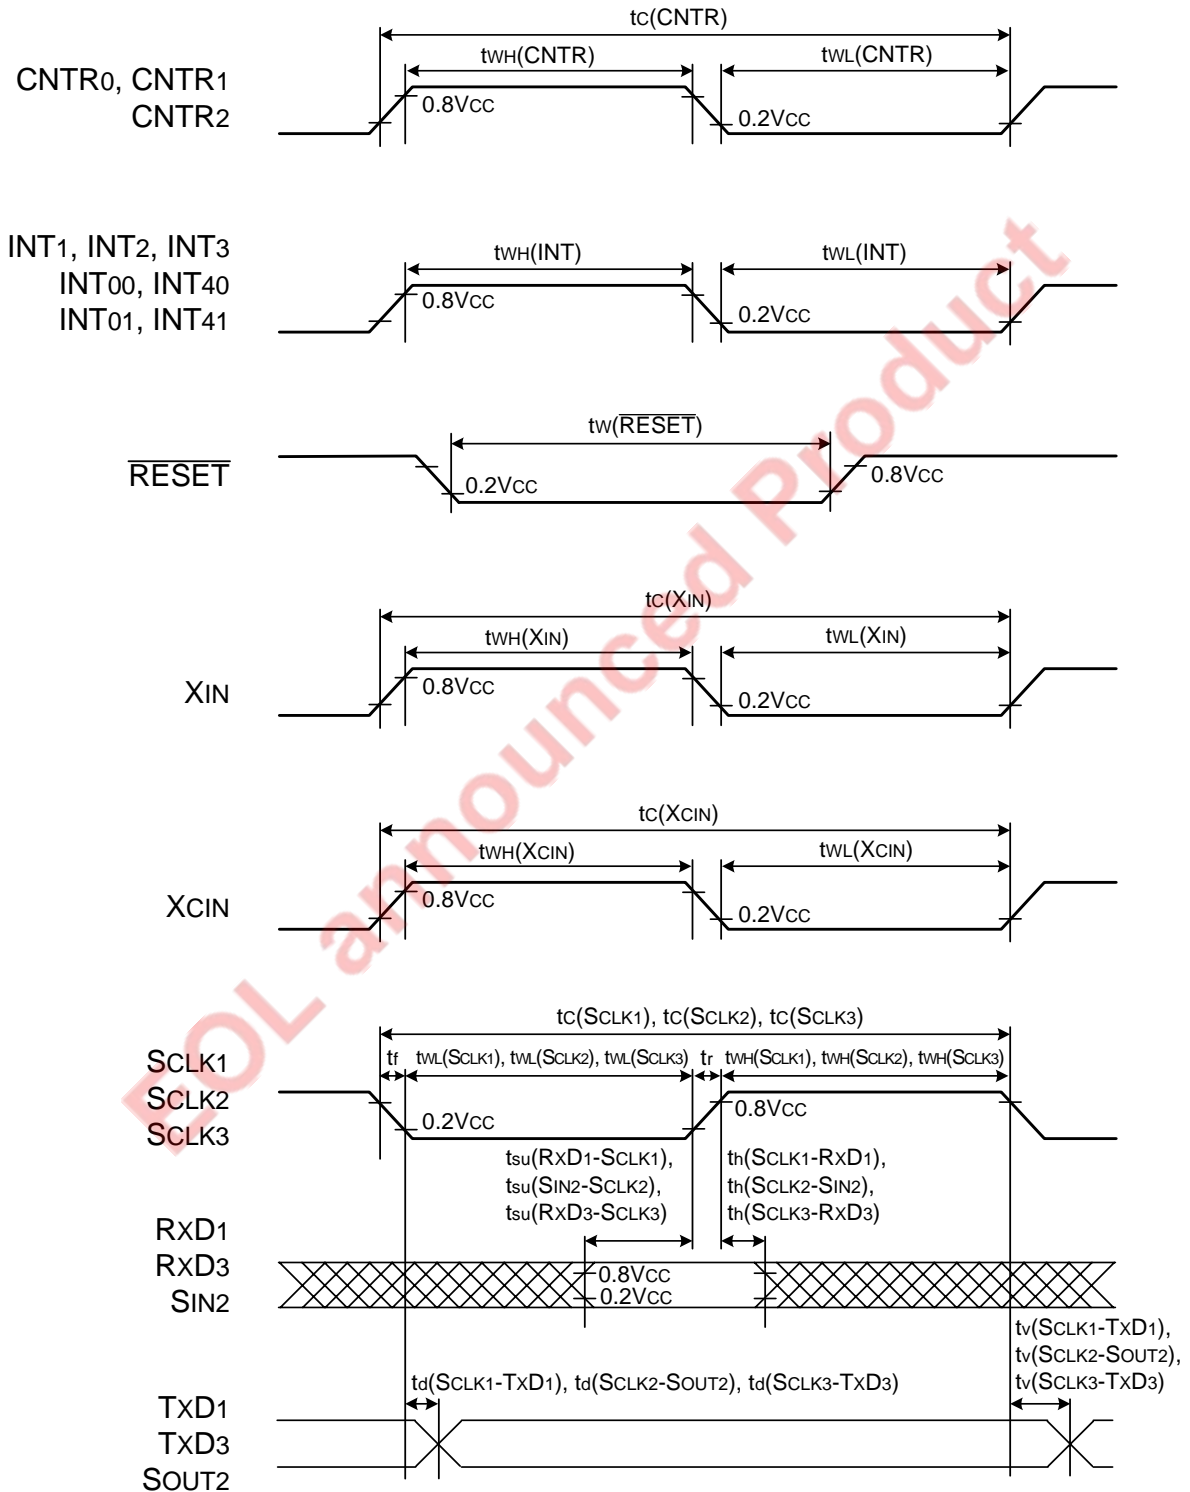 tC(CNTR)
tWH(CNTR) tWL(CNTR)
CNTR0, CNTR1
CNTR2
0.8VCC
0.2VCC
INT1, INT2, INT3
INT00, INT40
INT01, INT41
tWH(INT) tWL(INT)
0.8VCC
0.2VCC
tW(RESET)
RESET
0.2VCC
0.8VCC
tC(XIN)
tWH(XIN) tWL(XIN)
XIN
0.8VCC
0.2VCC
tC(XCIN)
tWH(XCIN) tWL(XCIN)
XCIN
0.8VCC
0.2VCC
tC(SCLK1), tC(SCLK2), tC(SCLK3)
tf tWL(SCLK1), tWL(SCLK2), tWL(SCLK3) tr tWH(SCLK1), tWH(SCLK2), tWH(SCLK3)
SCLK1
SCLK2
SCLK3
0.2VCC
0.8VCC
tsu(RXD1-SCLK1),
tsu(SIN2-SCLK2),
tsu(RXD3-SCLK3)
th(SCLK1-RXD1),
th(SCLK2-SIN2),
th(SCLK3-RXD3)
RXD1
RXD3
SIN2
0.8VCC
0.2VCC
tv(SCLK1-TXD1),
tv(SCLK2-SOUT2),
tv(SCLK3-TXD3)
td(SCLK1-TXD1), td(SCLK2-SOUT2), td(SCLK3-TXD3)
TXD1
TXD3
SOUT2
EOL announced Product